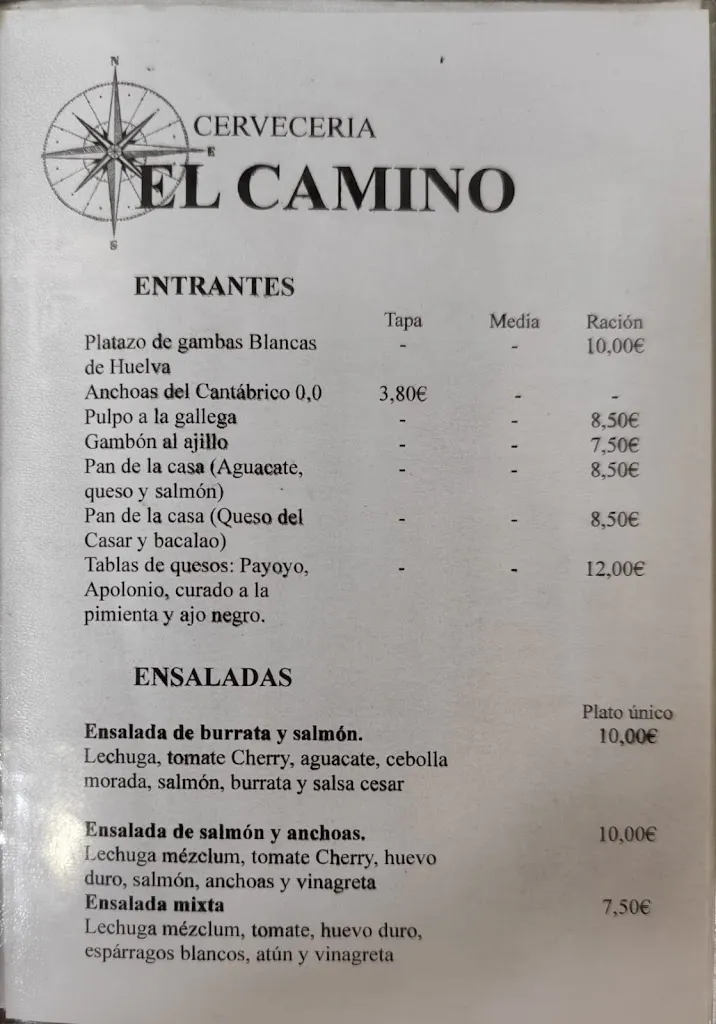 N
CERVECERIA
E
EL CAMINO
S
ENTRANTES
Tapa Media Ración
Platazo de gambas Blancas - - 10,00€
de Huelva
Anchoas del Cantábrico 0,0 3,80€ - -
Pulpo a la gallega - - 8,50€
Gambón al ajillo - - 7,50€
Pan de la casa (Aguacate, - - 8,50€
queso y salmón)
Pan de la casa (Queso del - - 8,50€
Casar y bacalao)
Tablas de quesos: Payoyo, - - 12,00€
Apolonio, curado a la
pimienta y ajo negro.
ENSALADAS
Plato único
Ensalada de burrata y salmón. 10,00€
Lechuga, tomate Cherry, aguacate, cebolla
morada, salmón, burrata y salsa cesar
Ensalada de salmón y anchoas. 10,00€
Lechuga mézclum, tomate Cherry, huevo
duro, salmón, anchoas y vinagreta
Ensalada mixta 7,50€
Lechuga mézclum, tomate, huevo duro,
espárragos blancos, atún y vinagreta